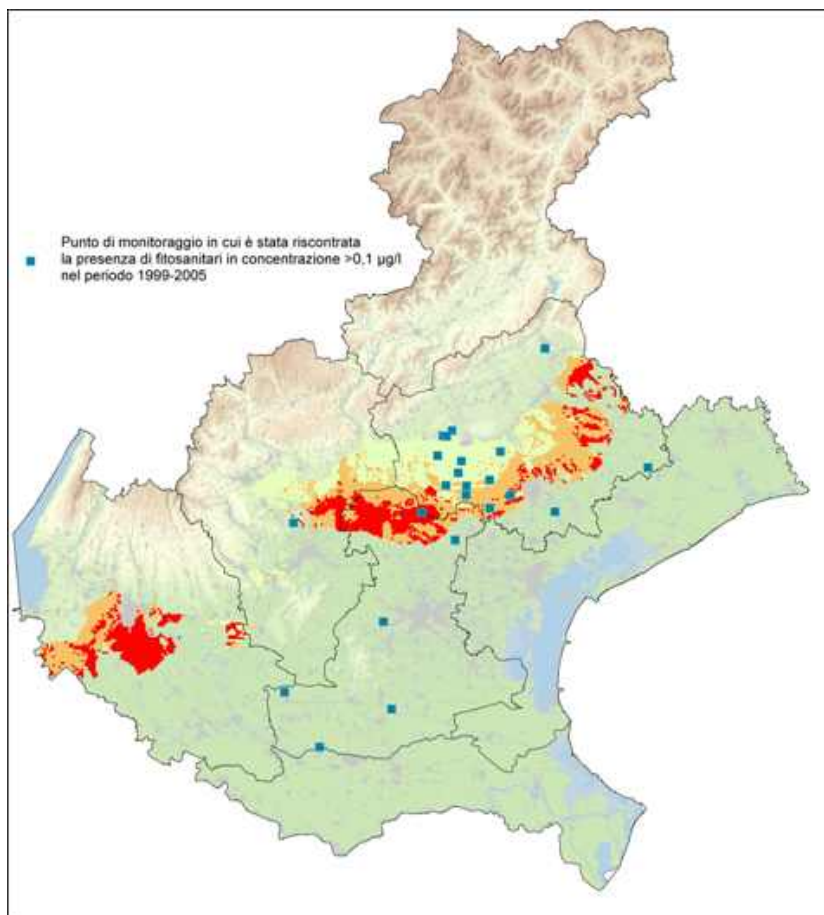 Punto di monitoraggio in cui è stata riscontrata
la presenza di fitosanitari in concentrazione >0,1 µg/l
nel periodo 1999-2005